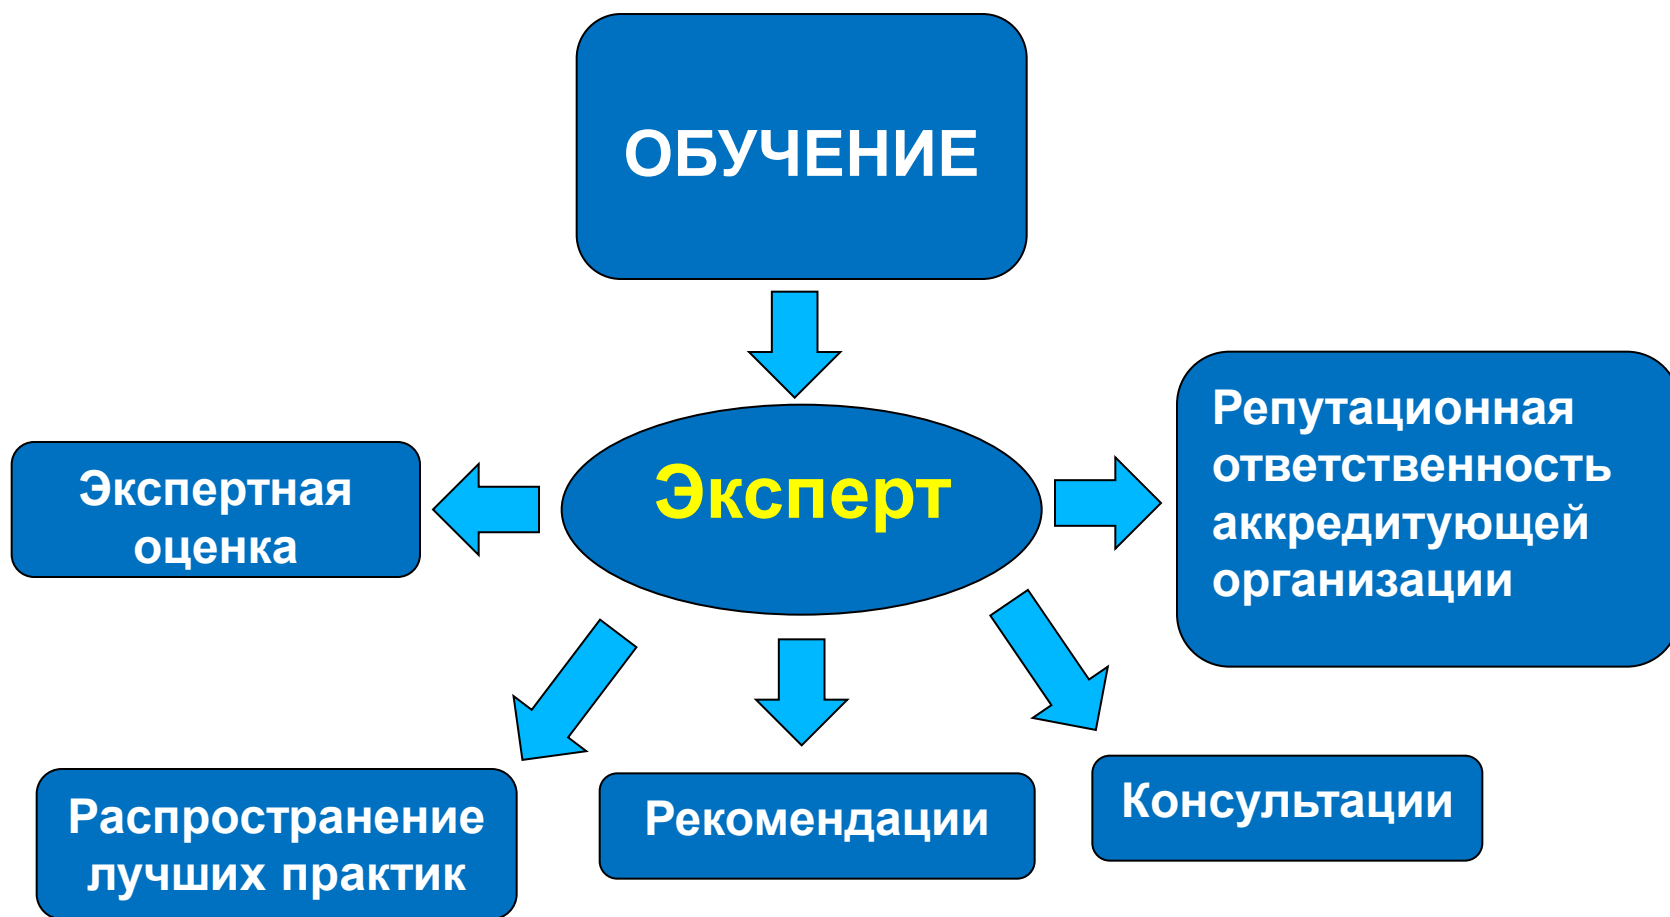 ОБУЧЕНИЕ
Эксперт
Экспертная
оценка
Репутационная
ответственность
аккредитующей
организации
Распространение
лучших практик
Рекомендации
Консультации